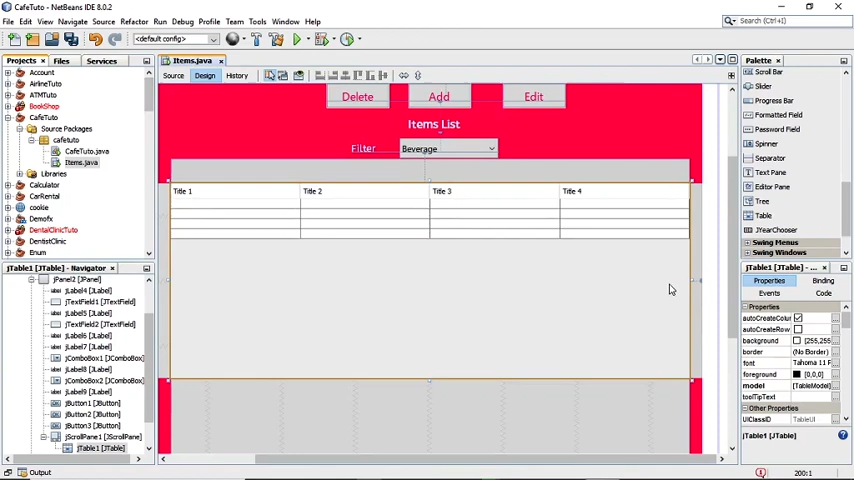 CafeTuto - NetBeans IDE 8.0.2
File Edit View Navigate Source Refactor Run Debug Profile Team Tools Window Help
Search (Ctrl+I)
<default config>
Projects
Files
Services
Account
AirlineTuto
ATMTuto
BookShop
CafeTuto
Source Packages
cafetuto
CafeTuto.java
Items.java
Libraries
Calculator
CarRental
cookie
Demofx
DentalClinicTuto
DentistClinic
Enum
jTable1 [JTable] - Navigator
jPanel2 [JPanel]
jLabel4 [JLabel]
jTextField1 [JTextField]
jLabel5 [JLabel]
jTextField2 [JTextField]
jLabel6 [JLabel]
jLabel7 [JLabel]
jComboBox1 [JComboBox]
jLabel8 [JLabel]
jComboBox2 [JComboBox]
jLabel9 [JLabel]
jButton1 [JButton]
jButton2 [JButton]
jButton3 [JButton]
jScrollPane1 [JScrollPane]
jTable1 [JTable]
Output
Items.java
Source Design History
Delete Add Edit
Items List
Filter Beverage
Title 1 Title 2 Title 3 Title 4
Palette
Scroll Bar
Slider
Progress Bar
Formatted Field
Password Field
Spinner
Separator
Text Pane
Editor Pane
Tree
Table
JYearChooser
Swing Menus
Swing Windows
jTable1 [JTable] - ...
Properties Binding
Events Code
Properties
autoCreateColu
autoCreateRow
background [255,255
border (No Border)
font Tahoma 11 P
foreground [0,0,0]
model [TableModel]
toolTipText
Other Properties
UIClassID TableUI
jTable1 [JTable]
200:1